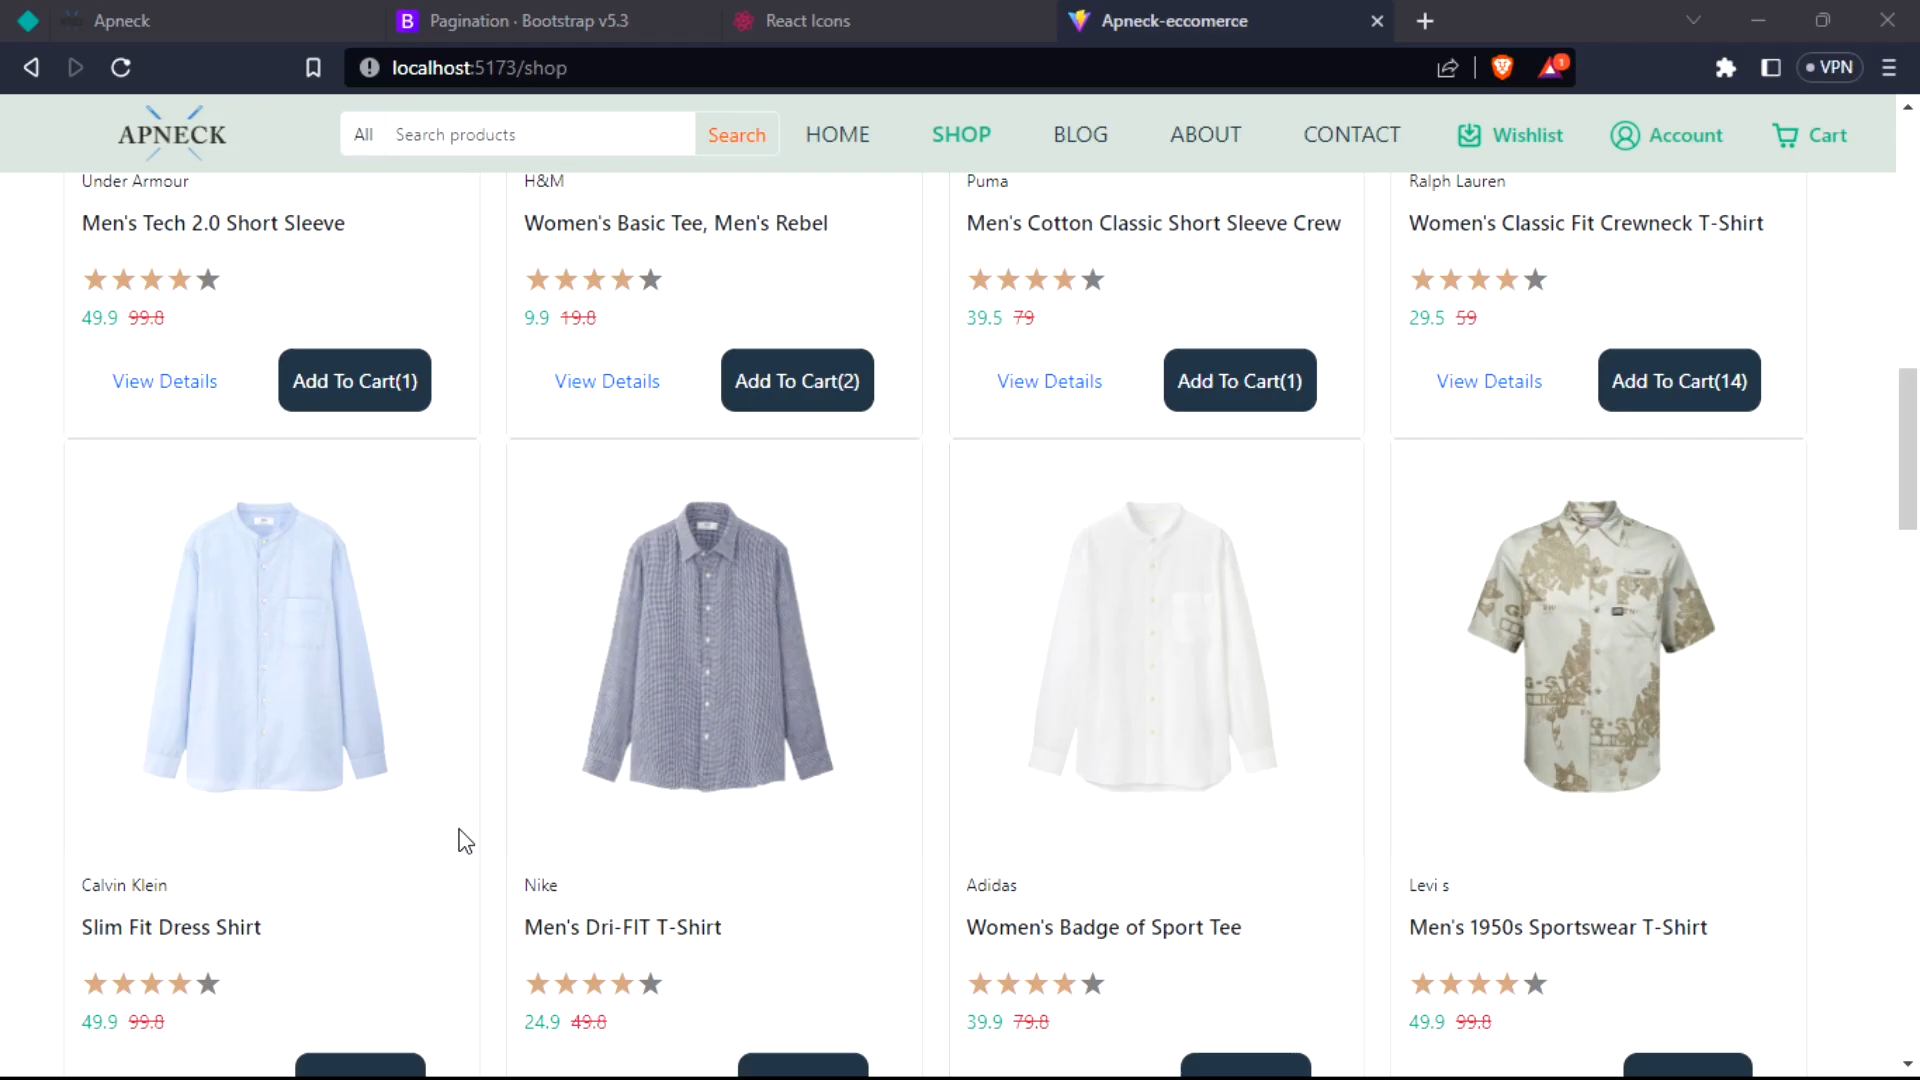 Apneck
B Pagination · Bootstrap v5.3
React Icons
Apneck-eccomerce
localhost:5173/shop
1
VPN
APNECK
All Search products Search
HOME SHOP BLOG ABOUT CONTACT Wishlist Account Cart
Under Armour
Men's Tech 2.0 Short Sleeve
49.9 99.8
View Details Add To Cart(1)
H&M
Women's Basic Tee, Men's Rebel
9.9 19.8
View Details Add To Cart(2)
Puma
Men's Cotton Classic Short Sleeve Crew
39.5 79
View Details Add To Cart(1)
Ralph Lauren
Women's Classic Fit Crewneck T-Shirt
29.5 59
View Details Add To Cart(14)
Calvin Klein
Slim Fit Dress Shirt
49.9 99.8
Nike
Men's Dri-FIT T-Shirt
24.9 49.8
Adidas
Women's Badge of Sport Tee
39.9 79.8
Levi s
Men's 1950s Sportswear T-Shirt
49.9 99.8